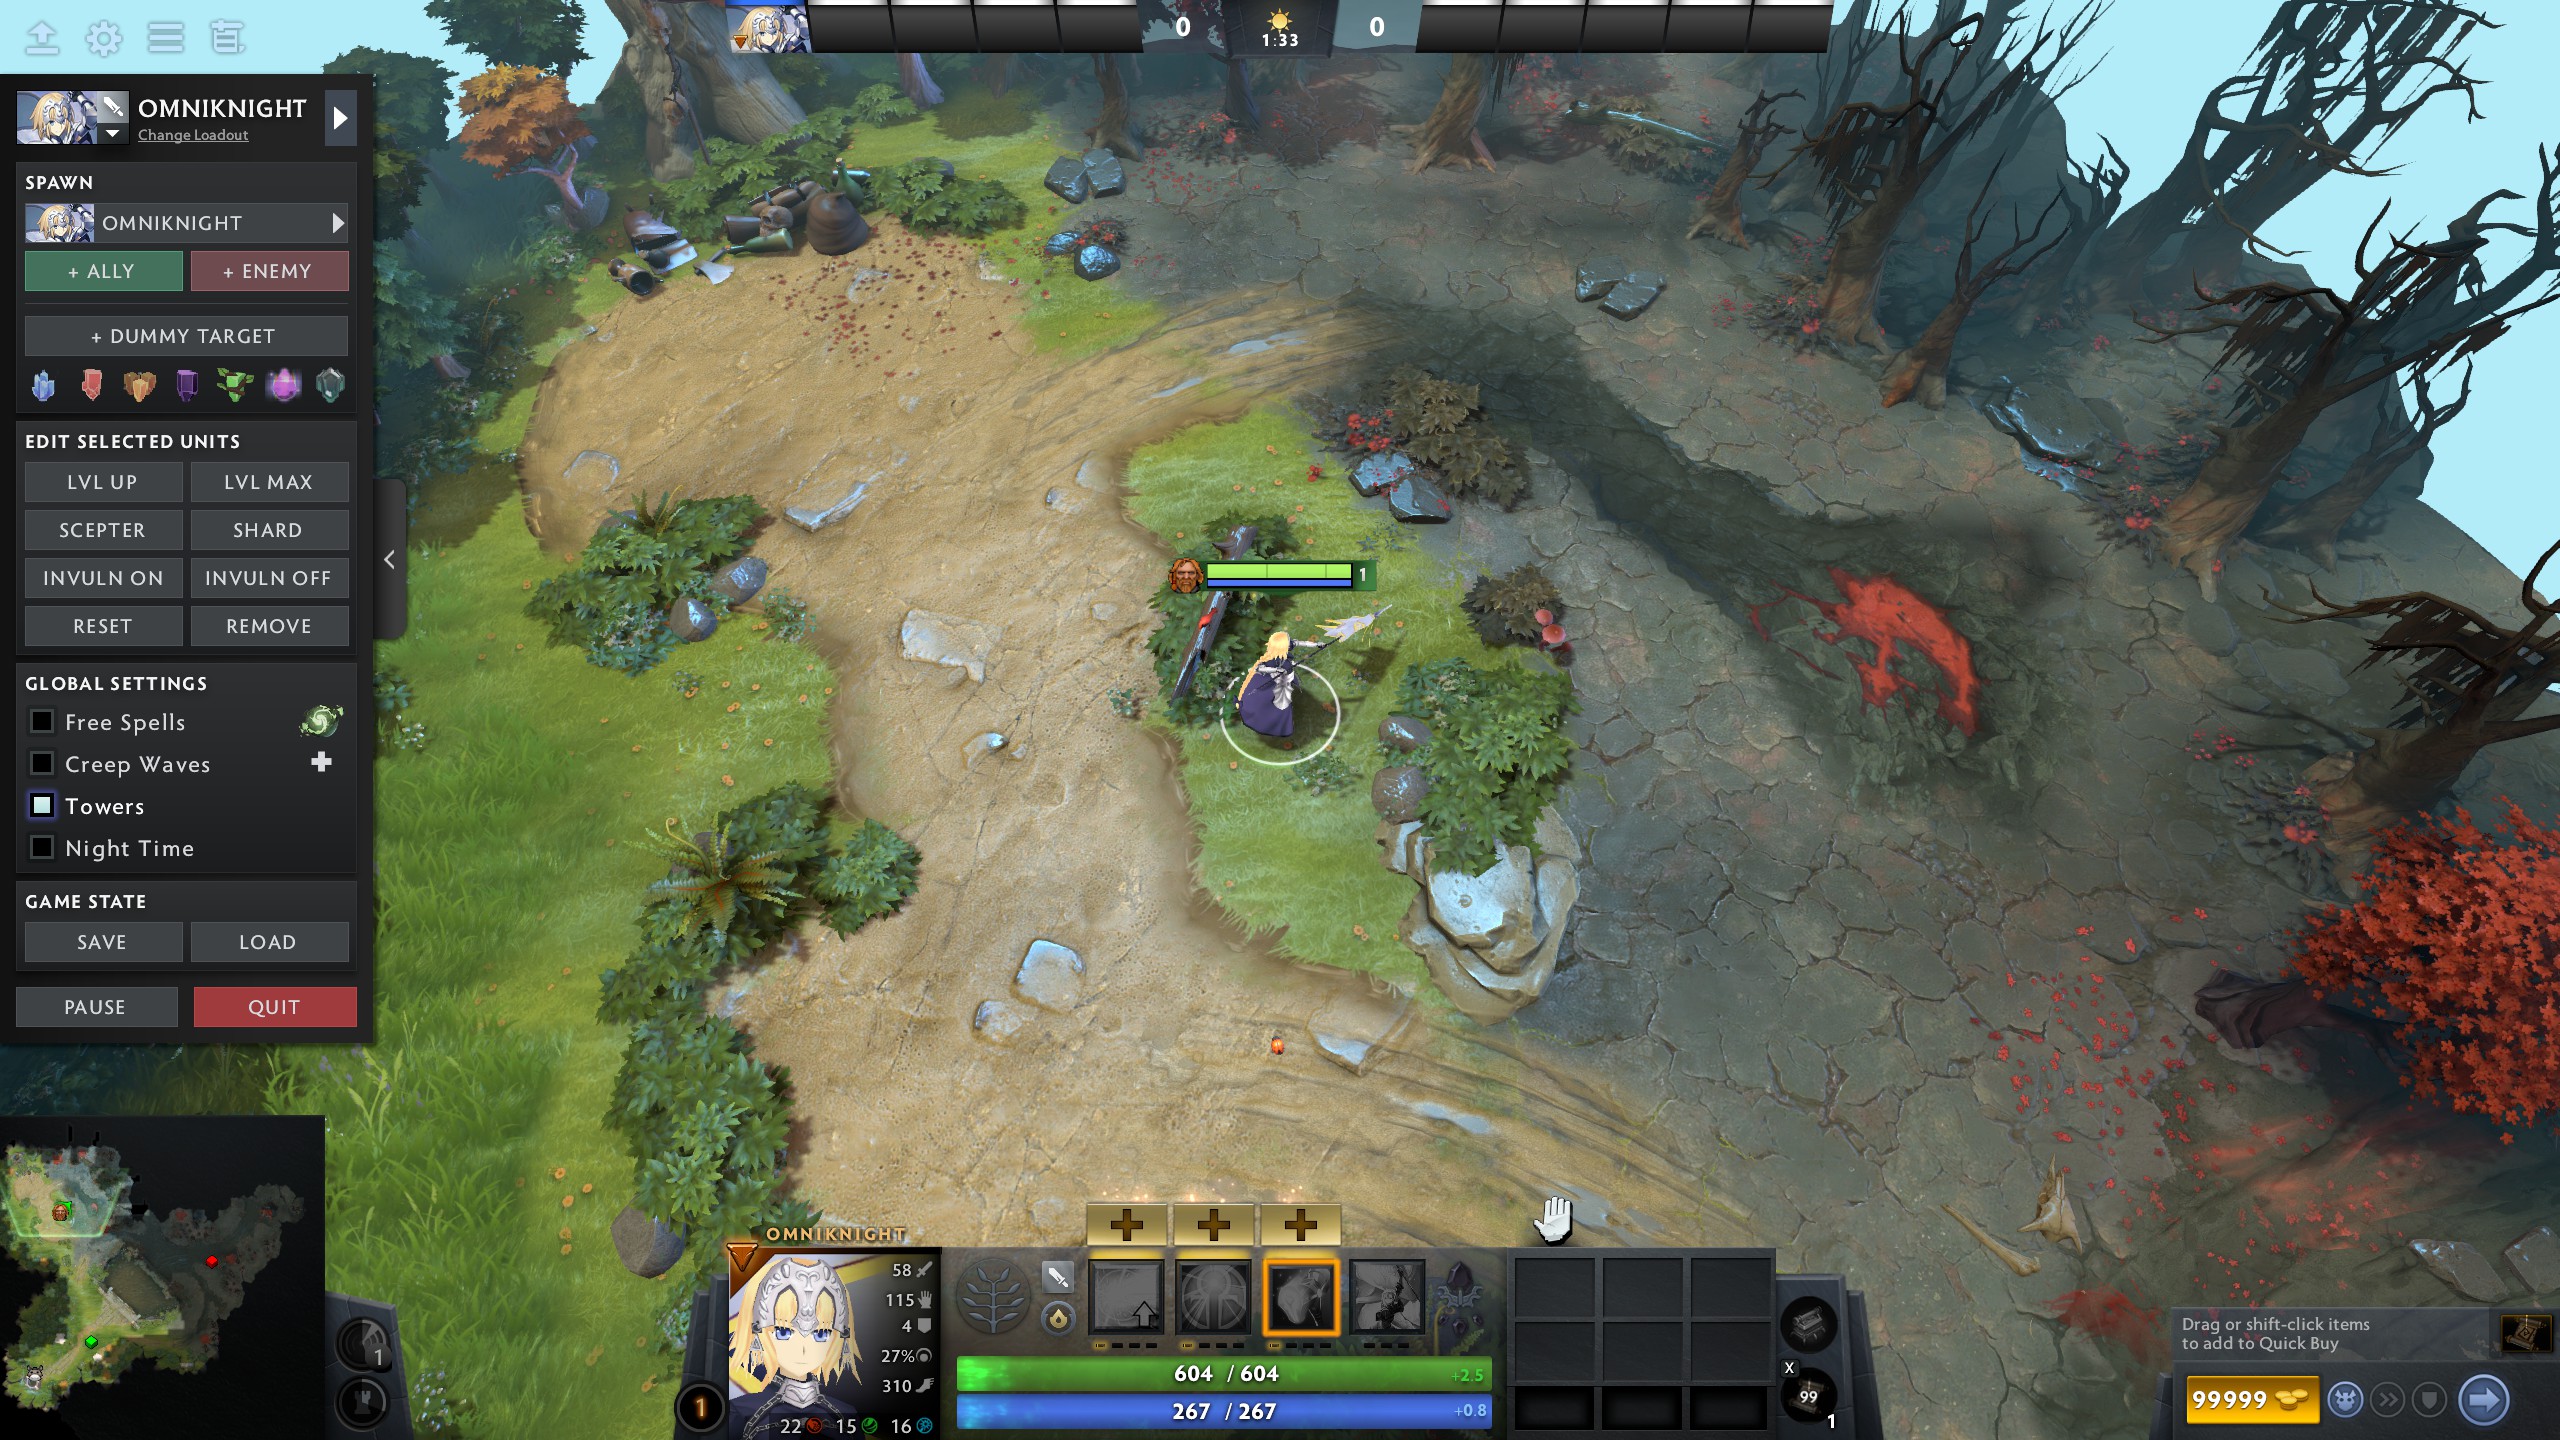 0
1:33
0
OMNIKNIGHT
Change Loadout
SPAWN
OMNIKNIGHT
+ ALLY
+ ENEMY
+ DUMMY TARGET
EDIT SELECTED UNITS
LVL UP
LVL MAX
SCEPTER
SHARD
INVULN ON
INVULN OFF
RESET
REMOVE
GLOBAL SETTINGS
Free Spells
Creep Waves
Towers
Night Time
GAME STATE
SAVE
LOAD
PAUSE
QUIT
1
1
1
OMNIKNIGHT
58
115
4
27%
310
22
15
16
604 / 604
+2.5
267 / 267
+0.8
X
99
1
Drag or shift-click items
to add to Quick Buy
99999